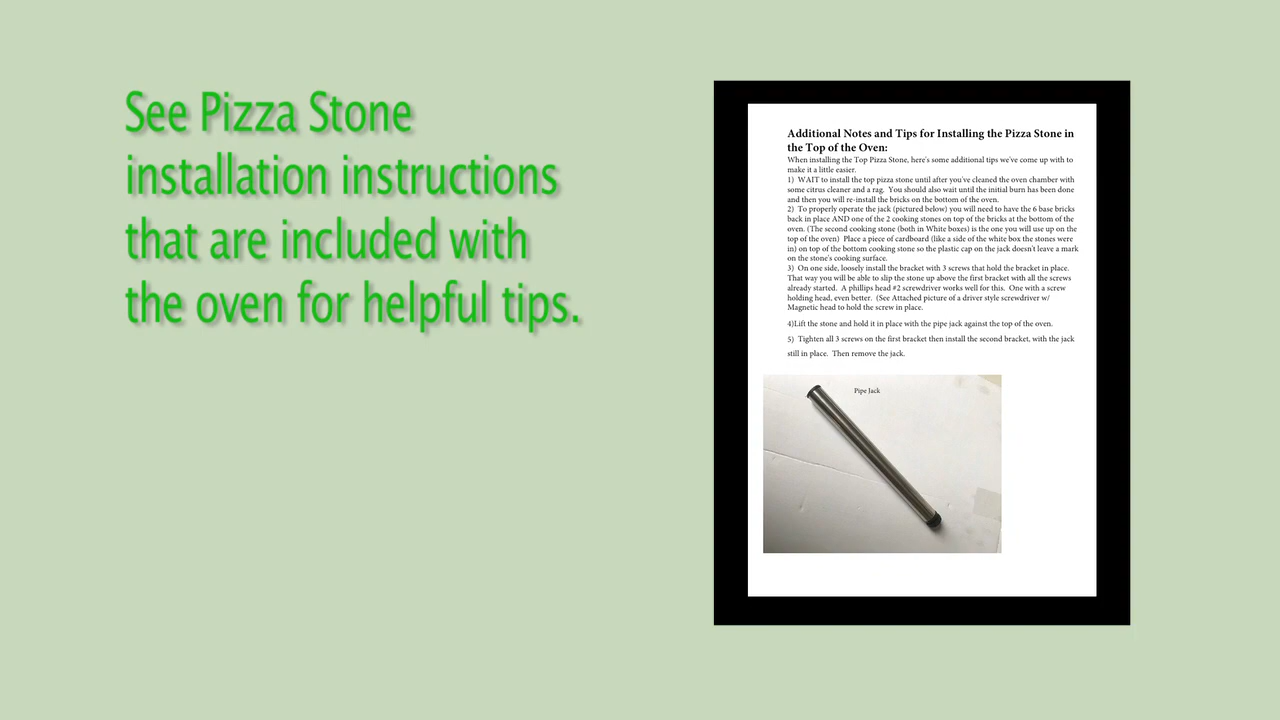 See Pizza Stone
installation instructions
that are included with
the oven for helpful tips.
Additional Notes and Tips for Installing the Pizza Stone in
the Top of the Oven:
When installing the Top Pizza Stone, here's some additional tips we've come up with to
make it a little easier.
1)  WAIT to install the top pizza stone until after you've cleaned the oven chamber with
some citrus cleaner and a rag.  You should also wait until the initial burn has been done
and then you will re-install the bricks on the bottom of the oven.
2)  To properly operate the jack (pictured below) you will need to have the 6 base bricks
back in place AND one of the 2 cooking stones on top of the bricks at the bottom of the
oven. (The second cooking stone (both in White boxes) is the one you will use up on the
top of the oven)  Place a piece of cardboard (like a side of the white box the stones were
in) on top of the bottom cooking stone so the plastic cap on the jack doesn't leave a mark
on the stone's cooking surface.
3)  On one side, loosely install the bracket with 3 screws that hold the bracket in place.
That way you will be able to slip the stone up above the first bracket with all the screws
already started.  A phillips head #2 screwdriver works well for this.  One with a screw
holding head, even better.  (See Attached picture of a driver style screwdriver w/
Magnetic head to hold the screw in place.
4)Lift the stone and hold it in place with the pipe jack against the top of the oven.
5)  Tighten all 3 screws on the first bracket then install the second bracket, with the jack
still in place.  Then remove the jack.
Pipe Jack